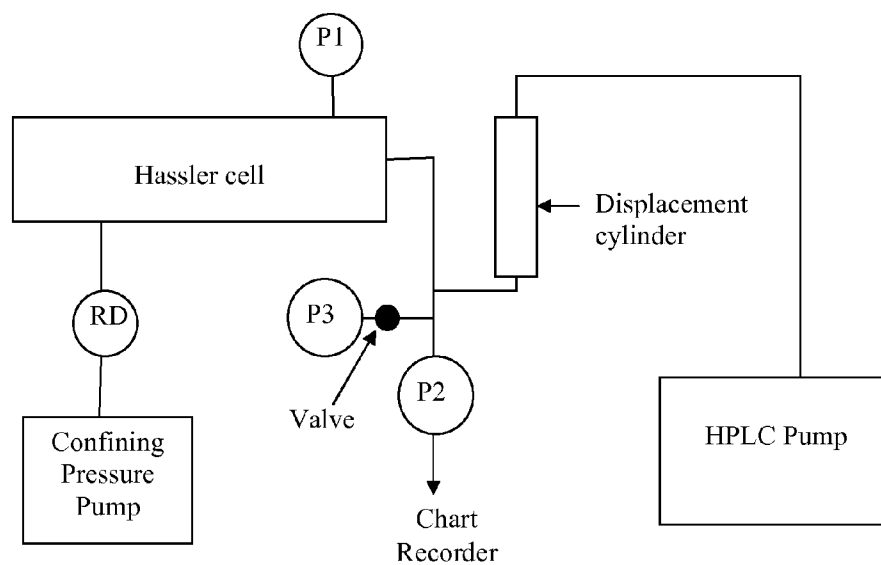 P1
Hassler cell
Displacement
cylinder
RD
P3
P2
Valve
Confining
Pressure
Pump
HPLC Pump
Chart
Recorder